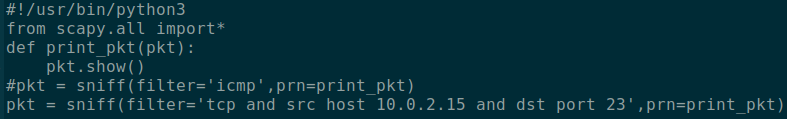 #!/usr/bin/python3
from scapy.all import*
def print_pkt(pkt):
    pkt.show()
#pkt = sniff(filter='icmp',prn=print_pkt)
pkt = sniff(filter='tcp and src host 10.0.2.15 and dst port 23',prn=print_pkt)